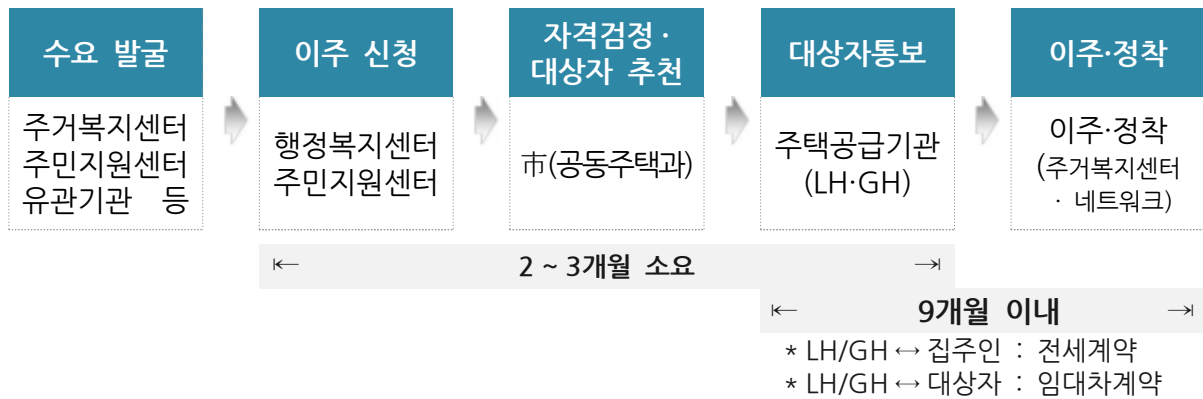 수요 발굴
주거복지센터
주민지원센터
유관기관 등
이주 신청
행정복지센터
주민지원센터
자격검정·
대상자 추천
市(공동주택과)
대상자통보
주택공급기관
(LH·GH)
이주·정착
이주·정착
(주거복지센터
· 네트워크)
⇤ 2 ~ 3개월 소요 ⇥
⇤ 9개월 이내 ⇥
* LH/GH ↔ 집주인 : 전세계약
* LH/GH ↔ 대상자 : 임대차계약